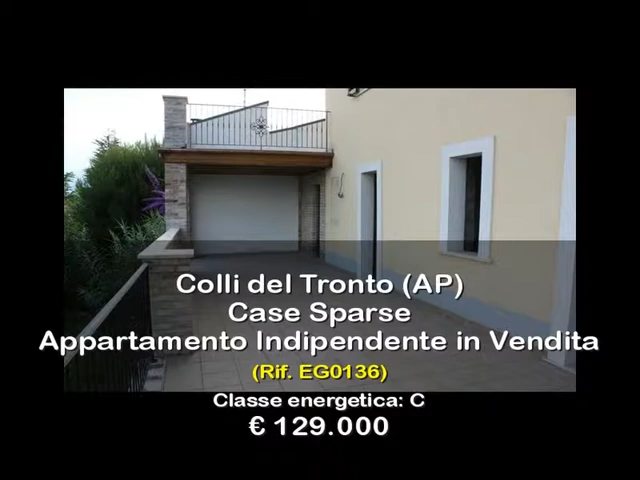 Colli del Tronto (AP)
Case Sparse
Appartamento Indipendente in Vendita
(Rif. EG0136)
Classe energetica: C
€ 129.000